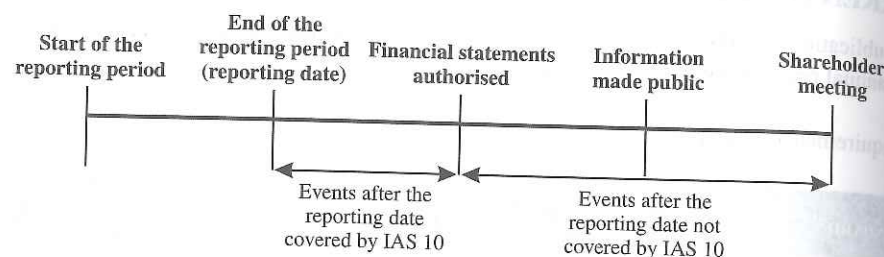 Start of the
reporting period
End of the
reporting period
(reporting date)
Financial statements
authorised
Information
made public
Shareholder
meeting
Events after the
reporting date
covered by IAS 10
Events after the
reporting date not
covered by IAS 10